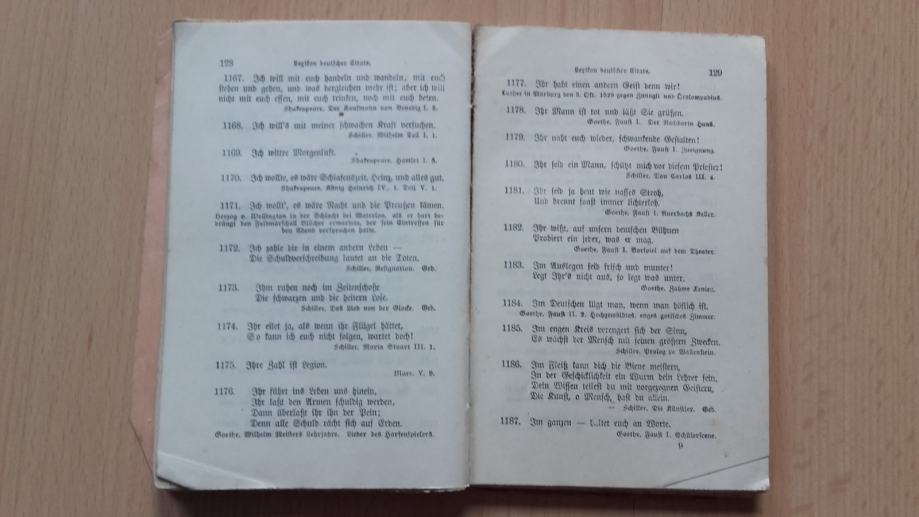 128
Lexikon deutscher Citate.
1167. Ich will mit euch handeln und wandeln, mit euch
stehen und gehen, und was dergleichen mehr ist; aber ich will
nicht mit euch essen, mit euch trinken, noch mit euch beten.
Shakespeare, Der Kaufmann von Venedig I. 3.
1168. Ich will's mit meiner schwachen Kraft versuchen.
Schiller, Wilhelm Tell I. 1.
1169. Ich wittre Morgenluft.
Shakespeare, Hamlet I. 5.
1170. Ich wollte, es wäre Schlafenszeit, Heinz, und alles gut.
Shakespeare, König Heinrich IV., 1. Teil V. 1.
1171. Ich wollt', es wäre Nacht und die Preußen kämen.
Herzog v. Wellington in der Schlacht bei Waterloo, als er hart be-
drängt den Feldmarschall Blücher erwartete, der sein Eintreffen für
den Abend versprochen hatte.
1172. Ich zahle dir in einem andern Leben —
Die Schuldverschreibung lautet an die Toten.
Schiller, Resignation. Ged.
1173. Ihm ruhen noch im Zeitenschoße
Die schwarzen und die heitern Lose.
Schiller, Das Lied von der Glocke. Ged.
1174. Ihr eilet ja, als wenn ihr Flügel hättet,
So kann ich euch nicht folgen, wartet doch!
Schiller, Maria Stuart III. 1.
1175. Ihre Zahl ist Legion.
Marc. V. 9.
1176. Ihr führt ins Leben uns hinein,
Ihr laßt den Armen schuldig werden,
Dann überlaßt ihr ihn der Pein;
Denn alle Schuld rächt sich auf Erden.
Goethe, Wilhelm Meisters Lehrjahre. Lieder des Harfenspielers.
Lexikon deutscher Citate.
129
1177. Ihr habt einen andern Geist denn wir!
Luther in Marburg den 3. Okt. 1529 gegen Zwingli und Oecolampadius.
1178. Ihr Mann ist tot und läßt Sie grüßen.
Goethe, Faust I. Der Nachbarin Haus.
1179. Ihr naht euch wieder, schwankende Gestalten!
Goethe, Faust I. Zueignung.
1180. Ihr seid ein Mann, schützt mich vor diesem Priester!
Schiller, Don Carlos III. 4.
1181. Ihr seid ja heut wie nasses Stroh,
Und brennt sonst immer lichterloh.
Goethe, Faust I. Auerbachs Keller.
1182. Ihr wißt, auf unsern deutschen Bühnen
Probiert ein jeder, was er mag.
Goethe, Faust I. Vorspiel auf dem Theater.
1183. Im Auslegen seid frisch und munter!
Legt Ihr's nicht aus, so legt was unter.
Goethe, Zahme Xenien.
1184. Im Deutschen lügt man, wenn man höflich ist.
Goethe, Faust II. 2. Hochgewölbtes, enges gotisches Zimmer.
1185. Im engen Kreis verengert sich der Sinn,
Es wächst der Mensch mit seinen größern Zwecken.
Schiller, Prolog zu Wallenstein.
1186. Im Fleiß kann dich die Biene meistern,
In der Geschicklichkeit ein Wurm dein Lehrer sein,
Dein Wissen teilest du mit vorgezognen Geistern,
Die Kunst, o Mensch, hast du allein.
— Schiller, Die Künstler. Ged.
1187. Im ganzen — haltet euch an Worte.
Goethe, Faust I. Schülerscene.
9